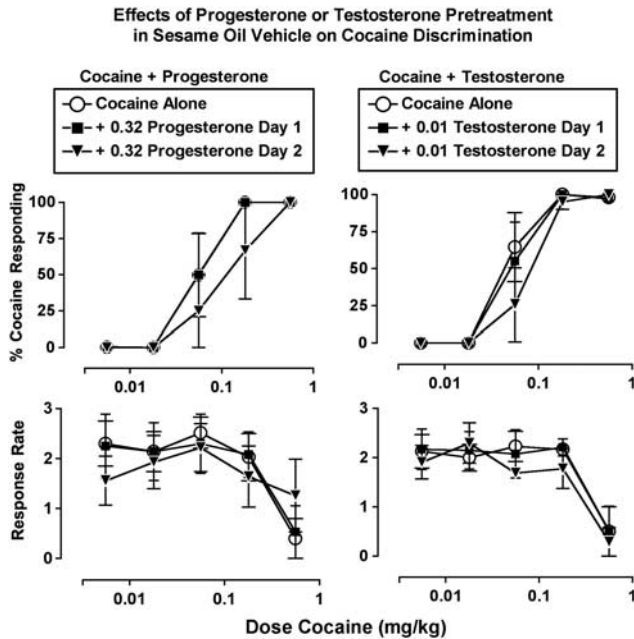 Effects of Progesterone or Testosterone Pretreatment
in Sesame Oil Vehicle on Cocaine Discrimination
Cocaine + Progesterone
Cocaine Alone
+ 0.32 Progesterone Day 1
+ 0.32 Progesterone Day 2
Cocaine + Testosterone
Cocaine Alone
+ 0.01 Testosterone Day 1
+ 0.01 Testosterone Day 2
% Cocaine Responding
100
75
50
25
0
0.01 0.1 1
100
75
50
25
0
0.01 0.1 1
Response Rate
3
2
1
0
0.01 0.1 1
3
2
1
0
0.01 0.1 1
Dose Cocaine (mg/kg)